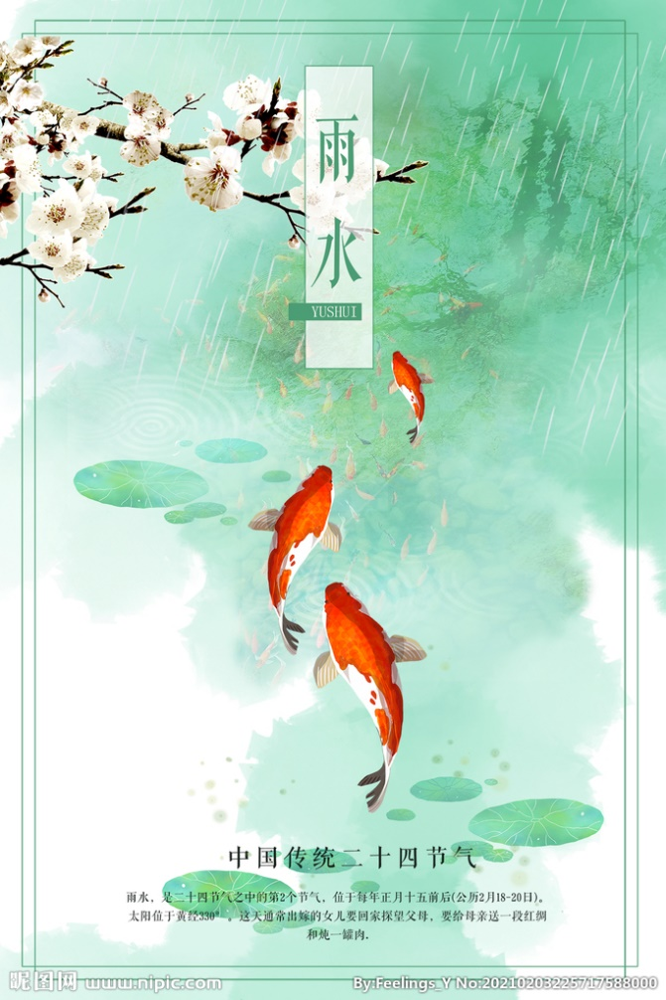 雨水
YUSHUI
中国传统二十四节气
雨水，是二十四节气之中的第2个节气，位于每年正月十五前后(公历2月18-20日)。
太阳位于黄经330°。这天通常出嫁的女儿要回家探望父母，要给母亲送一段红绸
和炖一罐肉.
昵图网 www.nipic.com
By:Feelings_Y No:20210203225717588000